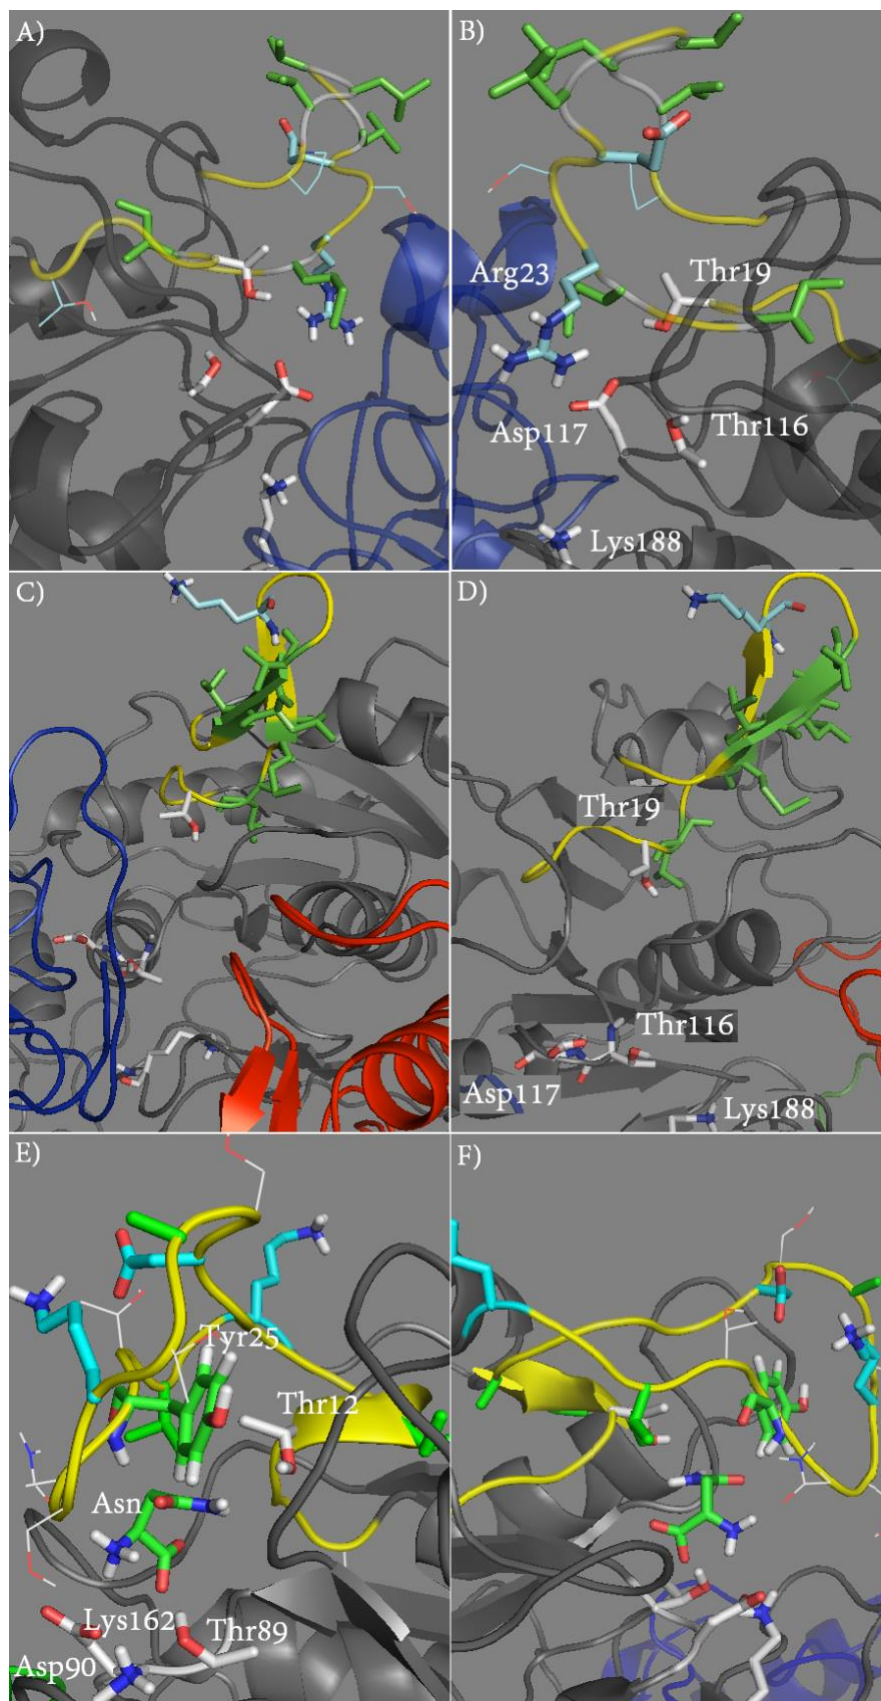 A)
B)
Arg23
Thr19
Asp117
Thr116
Lys188
C)
D)
Thr19
Thr116
Asp117
Lys188
E)
F)
Tyr25
Thr12
Asn
Lys162
Thr89
Asp90